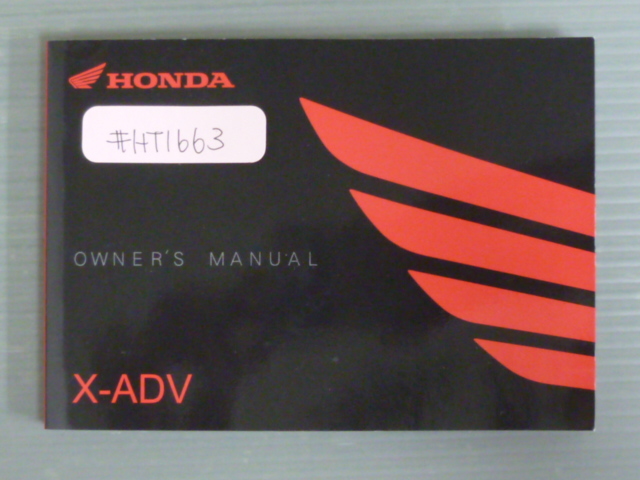 HONDA
#HT1663
OWNER'S MANUAL
X-ADV